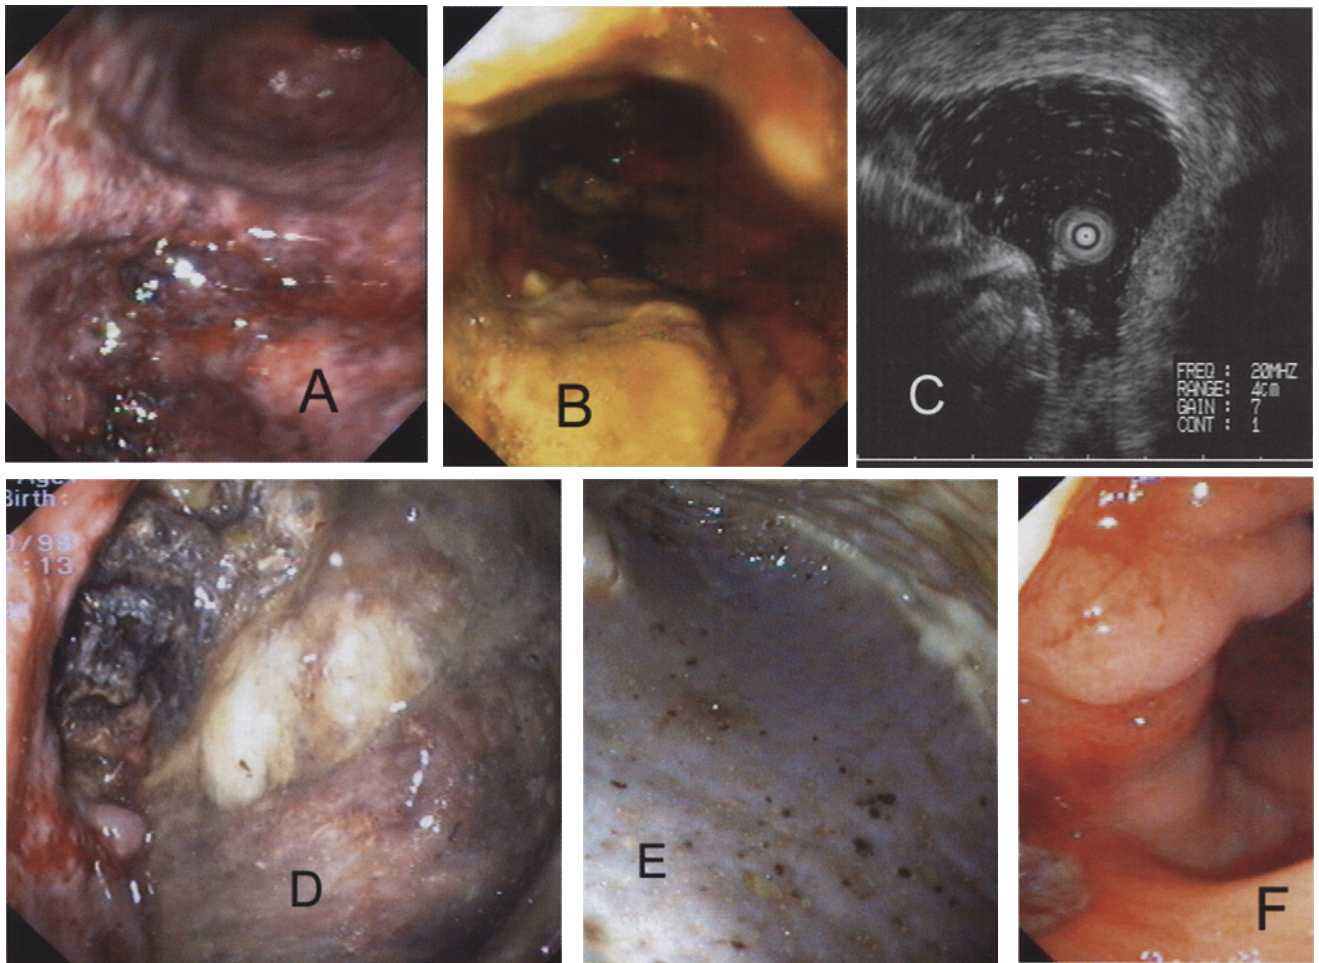 A
B
C
FREQ : 20MHZ
RANGE: 4cm
GAIN : 7
CONT : 1
Birth:
D
E
F